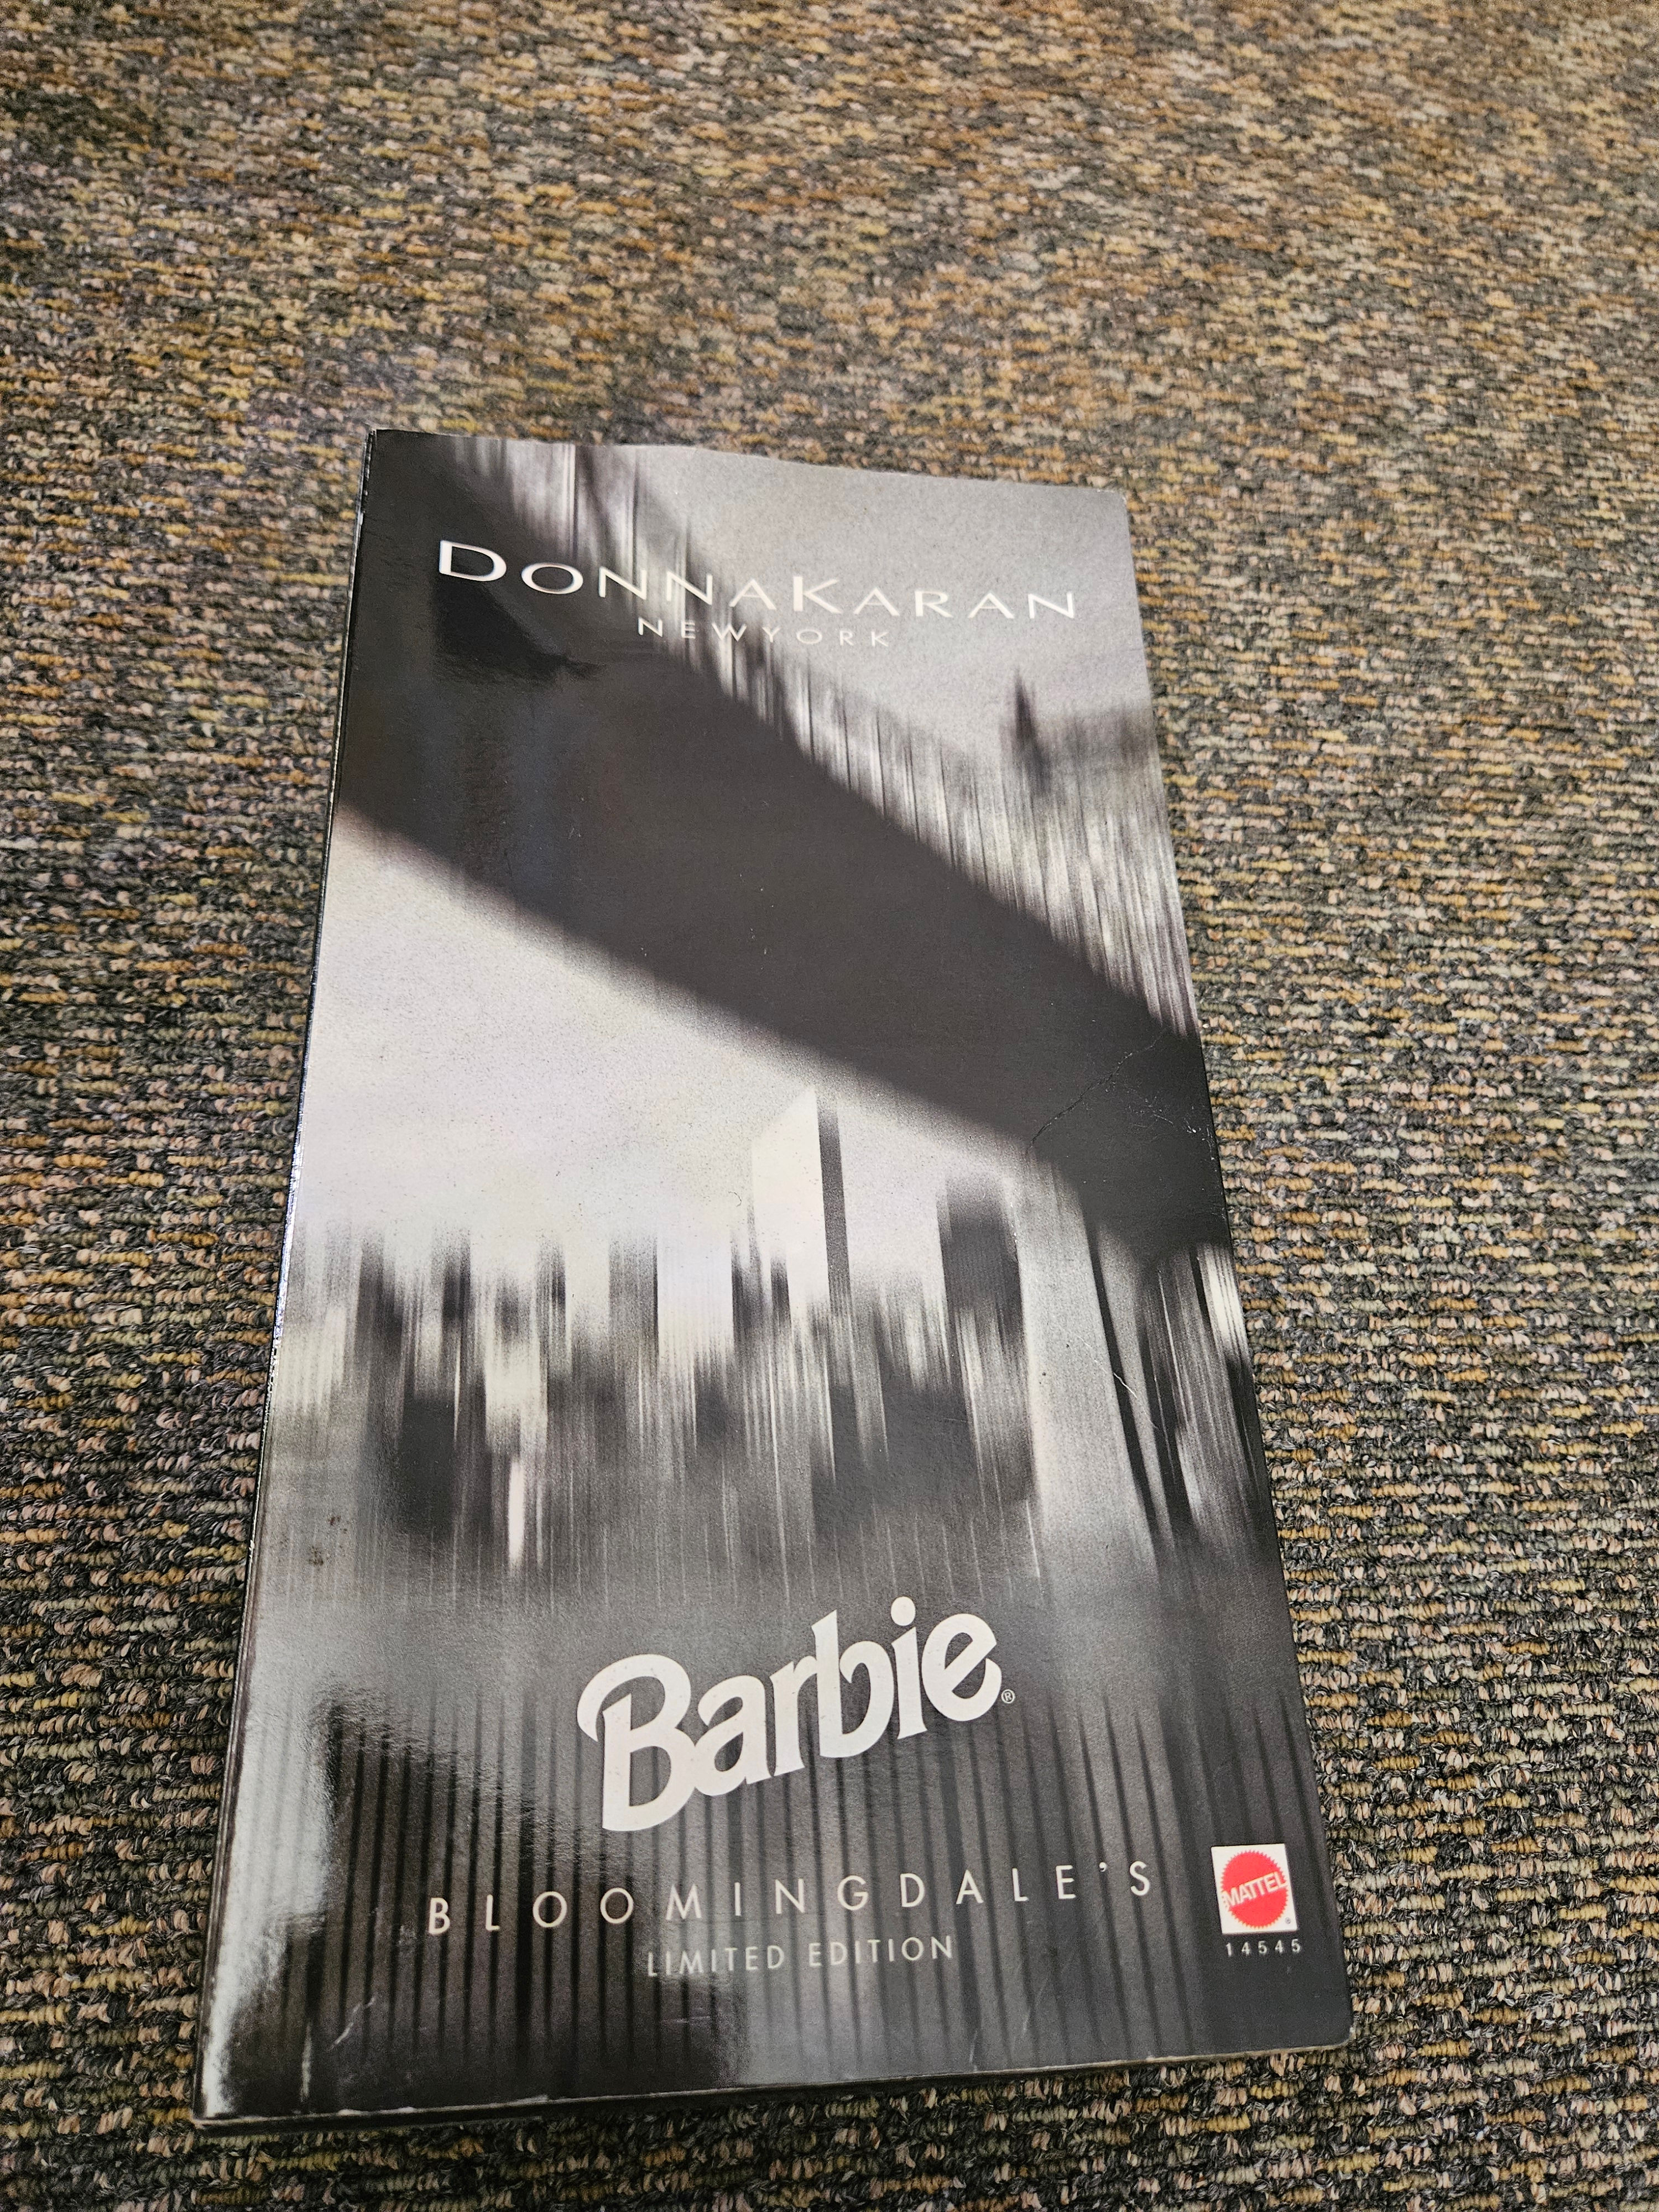 DONNAKARAN
NEWYORK
Barbie®
BLOOMINGDALE'S
LIMITED EDITION
MATTEL®
14545